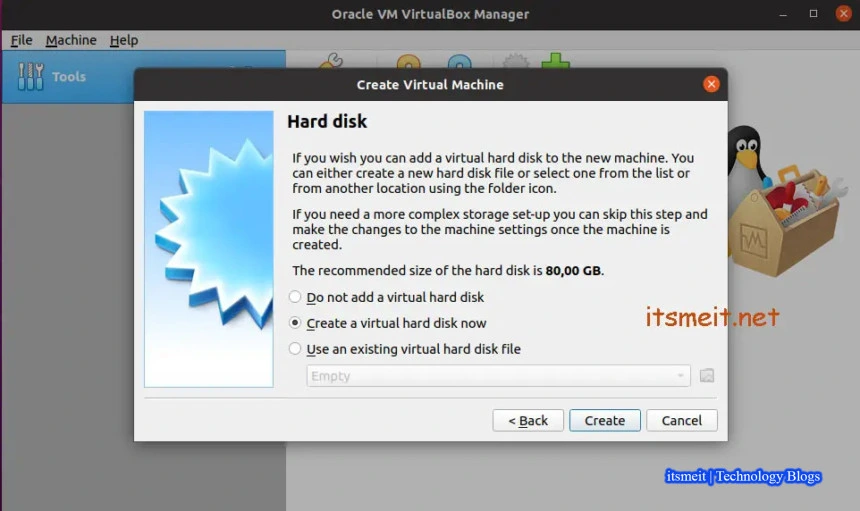 Oracle VM VirtualBox Manager
File Machine Help
Tools
Create Virtual Machine
Hard disk
If you wish you can add a virtual hard disk to the new machine. You
can either create a new hard disk file or select one from the list or
from another location using the folder icon.
If you need a more complex storage set-up you can skip this step and
make the changes to the machine settings once the machine is
created.
The recommended size of the hard disk is 80,00 GB.
Do not add a virtual hard disk
Create a virtual hard disk now
Use an existing virtual hard disk file
Empty
< Back Create Cancel
itsmeit.net
itsmeit | Technology Blogs